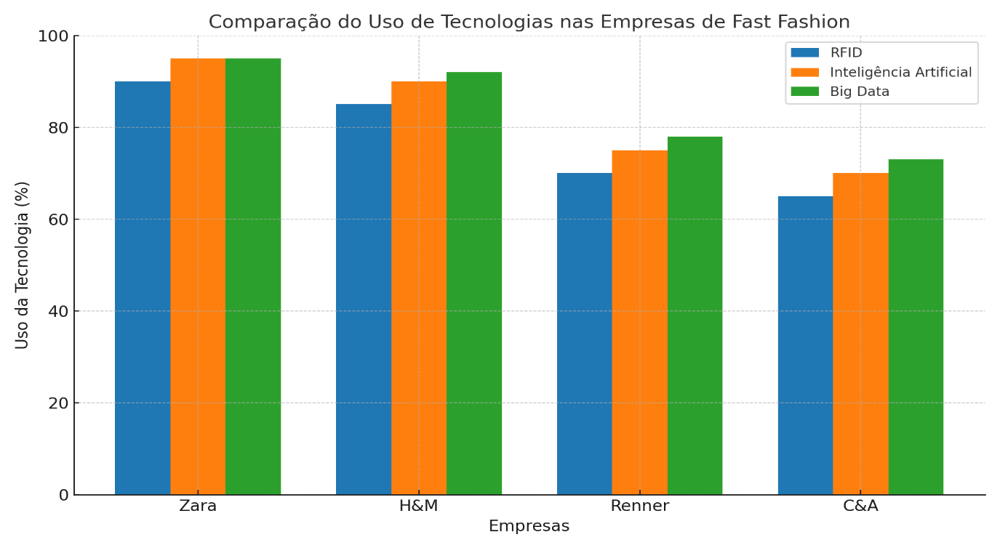 Comparação do Uso de Tecnologias nas Empresas de Fast Fashion
RFID
Inteligência Artificial
Big Data
Uso da Tecnologia (%)
100
80
60
40
20
0
Zara
H&M
Renner
C&A
Empresas